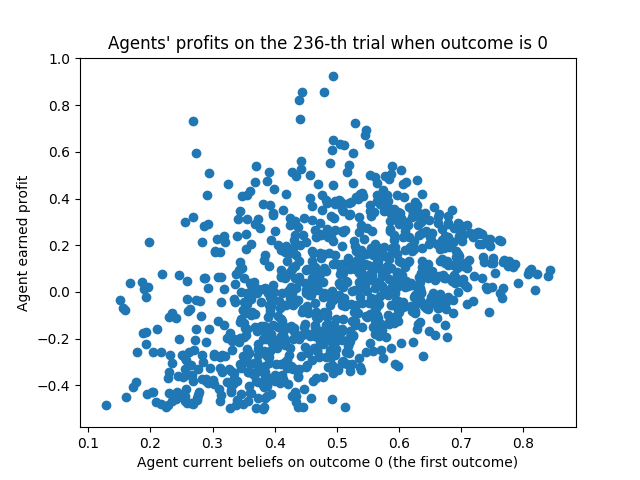 Agents' profits on the 236-th trial when outcome is 0
1.0
0.8
0.6
0.4
0.2
0.0
−0.2
−0.4
Agent earned profit
0.1 0.2 0.3 0.4 0.5 0.6 0.7 0.8
Agent current beliefs on outcome 0 (the first outcome)